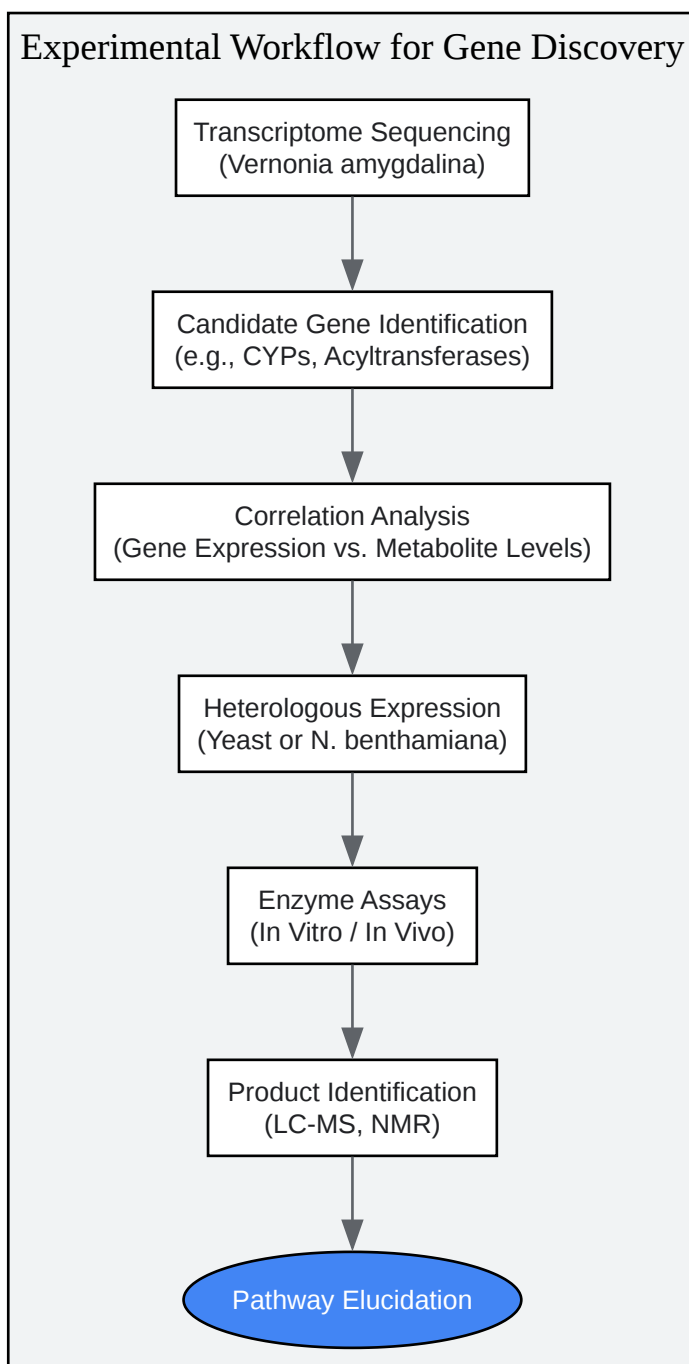 Experimental Workflow for Gene Discovery
Transcriptome Sequencing
(Vernonia amygdalina)
Candidate Gene Identification
(e.g., CYPs, Acyltransferases)
Correlation Analysis
(Gene Expression vs. Metabolite Levels)
Heterologous Expression
(Yeast or N. benthamiana)
Enzyme Assays
(In Vitro / In Vivo)
Product Identification
(LC-MS, NMR)
Pathway Elucidation